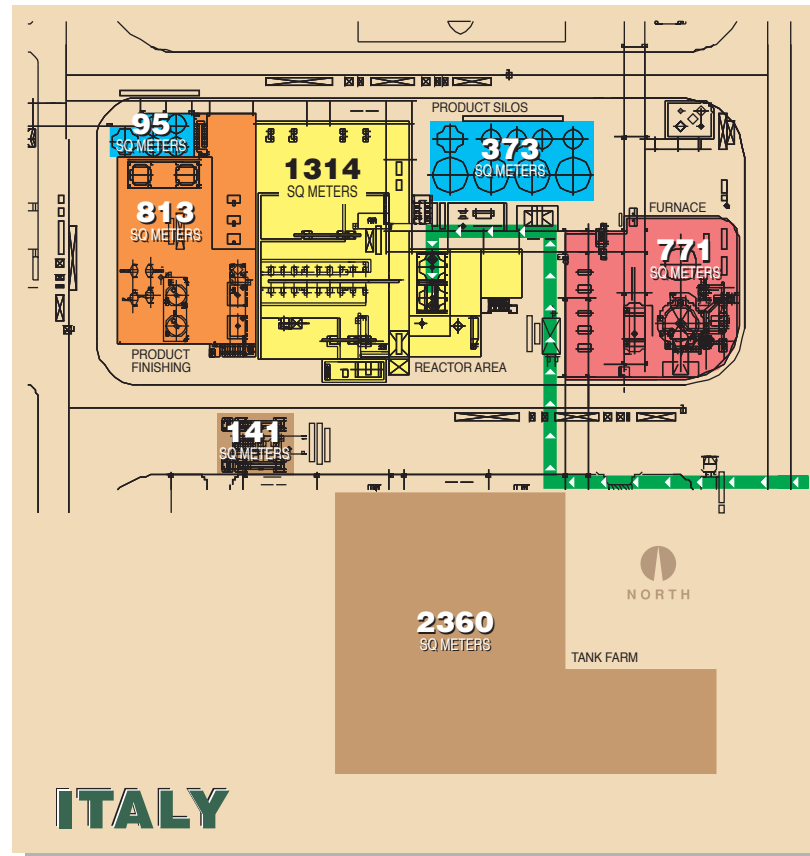 PRODUCT SILOS
95
SQ METERS
373
SQ METERS
1314
SQ METERS
813
SQ METERS
FURNACE
771
SQ METERS
PRODUCT
FINISHING
REACTOR AREA
141
SQ METERS
NORTH
2360
SQ METERS
TANK FARM
ITALY